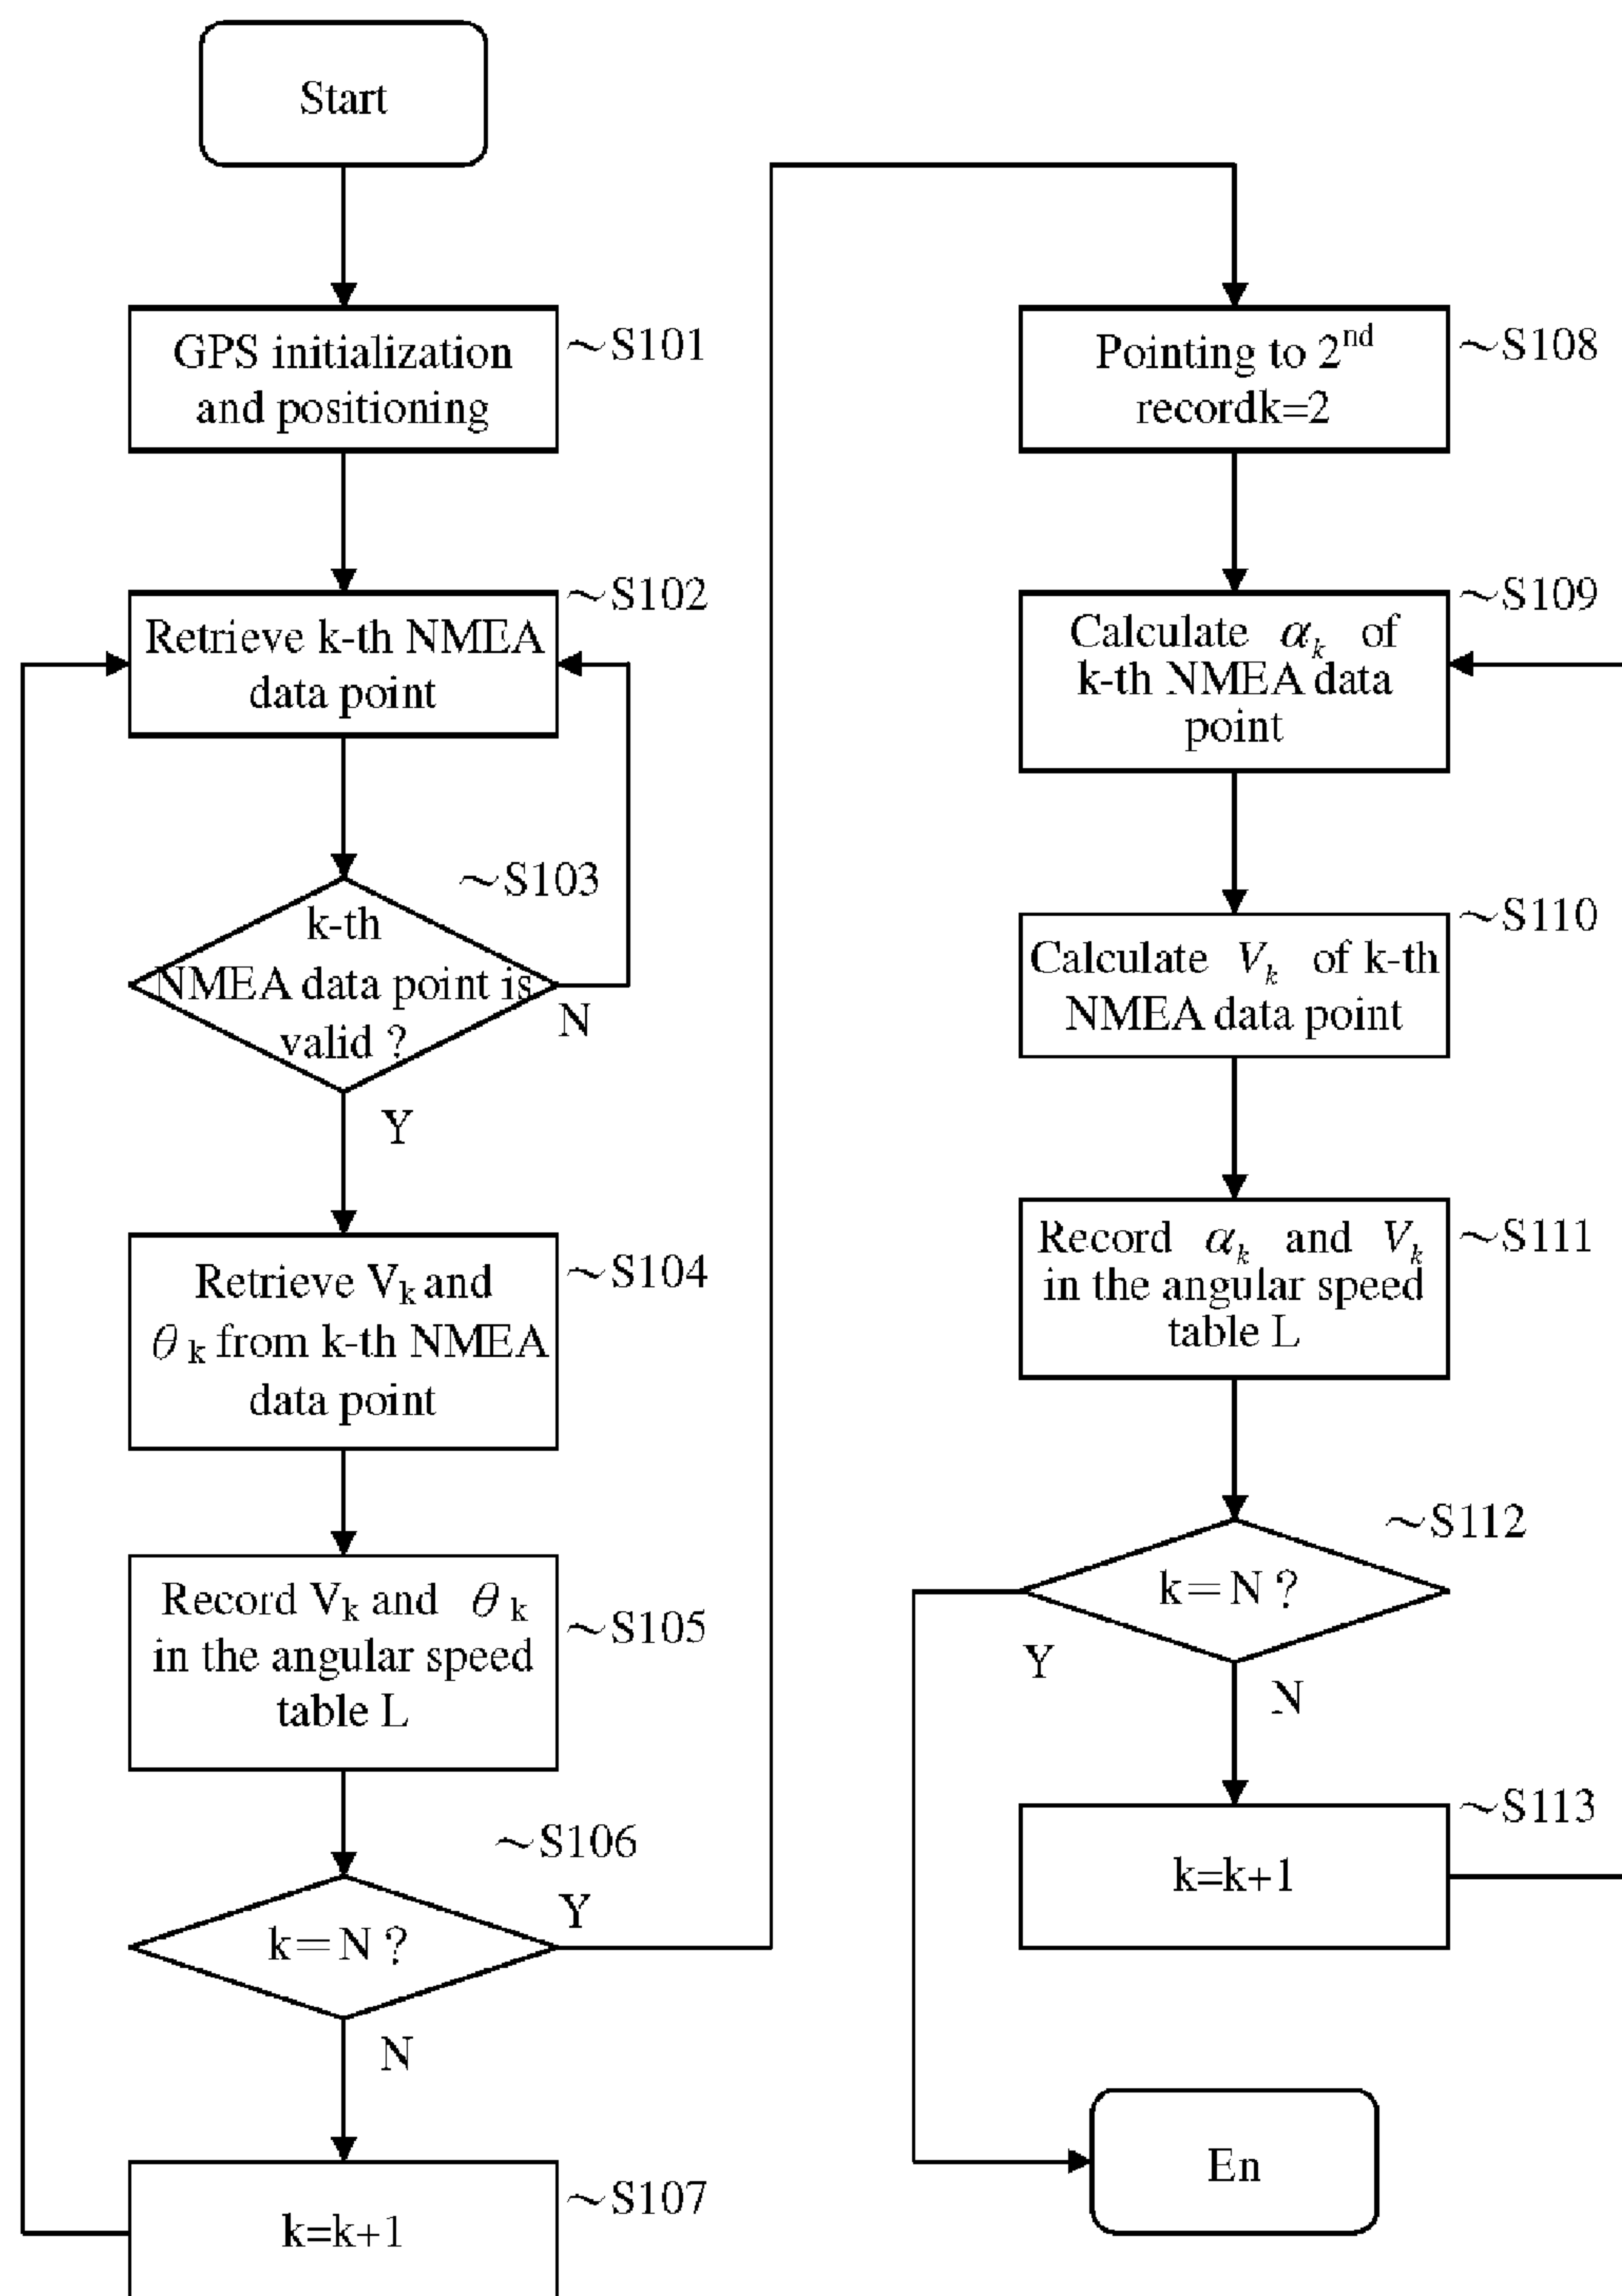 Start
GPS initialization
and positioning
~S101
Retrieve k-th NMEA
data point
~S102
k-th
NMEA data point is
valid ?
~S103
N
Y
Retrieve Vk and
θk from k-th NMEA
data point
~S104
Record Vk and θk
in the angular speed
table L
~S105
k=N ?
~S106
Y
N
k=k+1
~S107
Pointing to 2nd
recordk=2
~S108
Calculate αk of
k-th NMEA data
point
~S109
Calculate Vk of k-th
NMEA data point
~S110
Record αk and Vk
in the angular speed
table L
~S111
k=N ?
~S112
Y
N
k=k+1
~S113
En